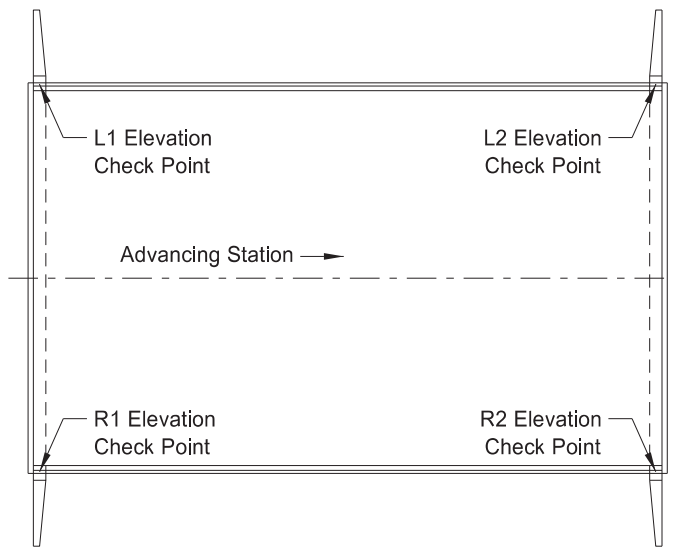 L1 Elevation
Check Point
L2 Elevation
Check Point
Advancing Station
R1 Elevation
Check Point
R2 Elevation
Check Point